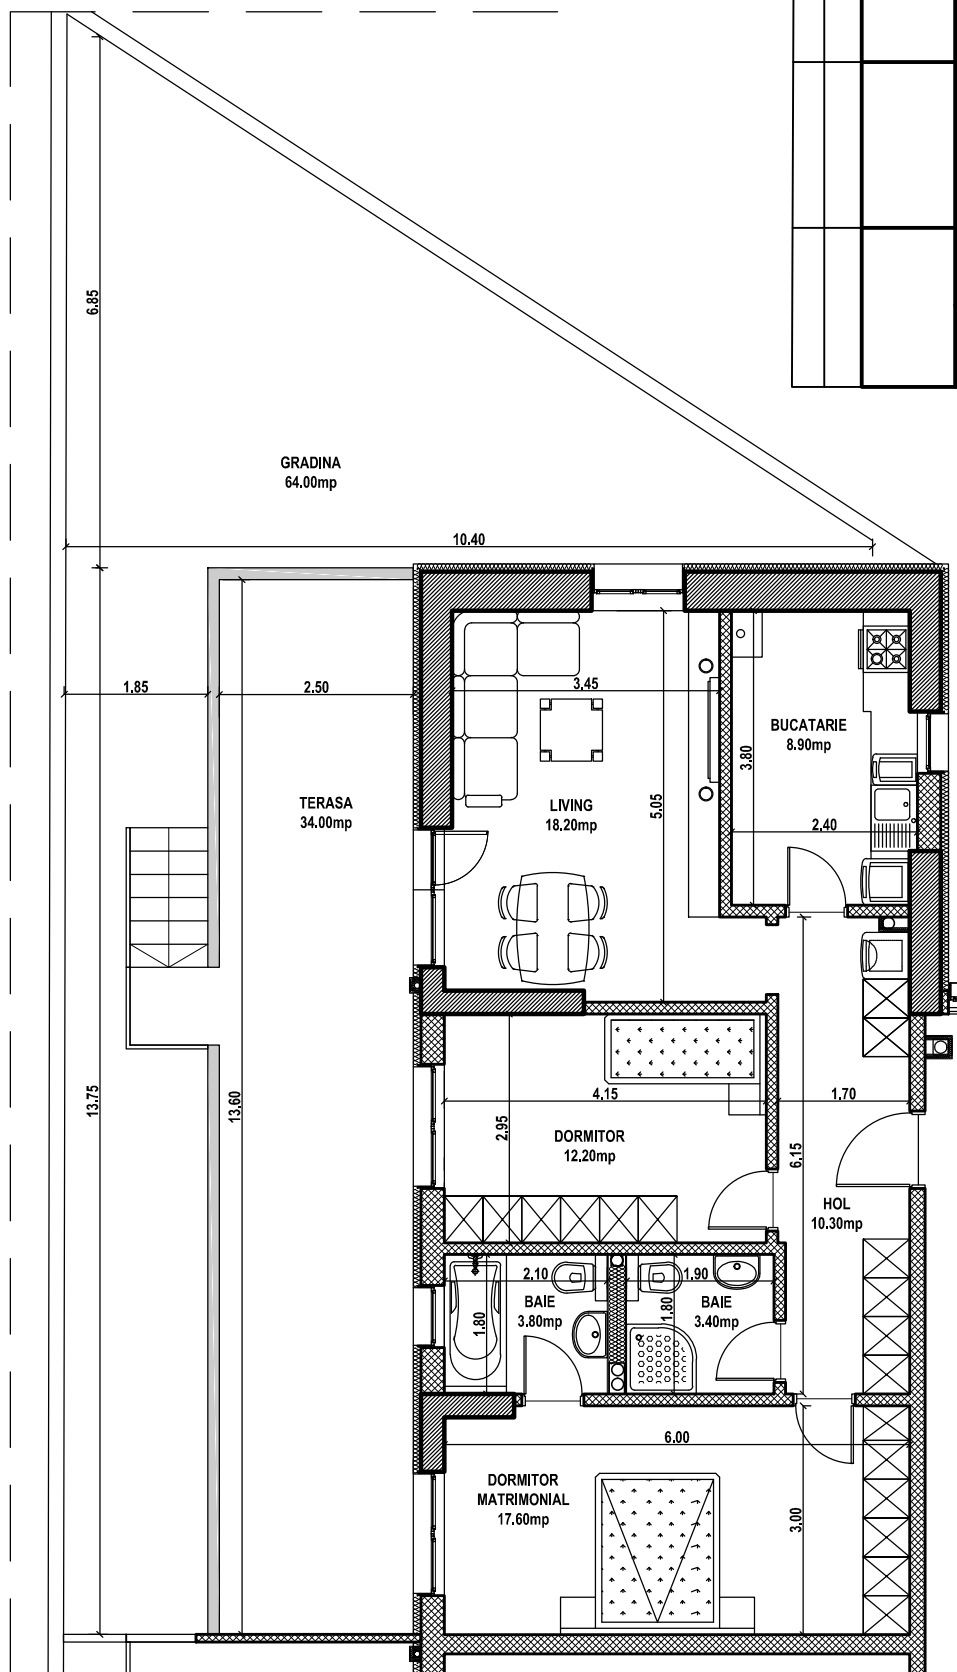 6.85
GRADINA
64.00mp
10.40
1.85
2.50
3.45
BUCATARIE
8.90mp
3.80
TERASA
34.00mp
LIVING
18.20mp
5.05
2.40
13.75
13.60
4.15
1.70
2.95
DORMITOR
12.20mp
6.15
HOL
10.30mp
2.10
1.90
BAIE
3.80mp
BAIE
3.40mp
1.80
1.80
6.00
DORMITOR
MATRIMONIAL
17.60mp
3.00